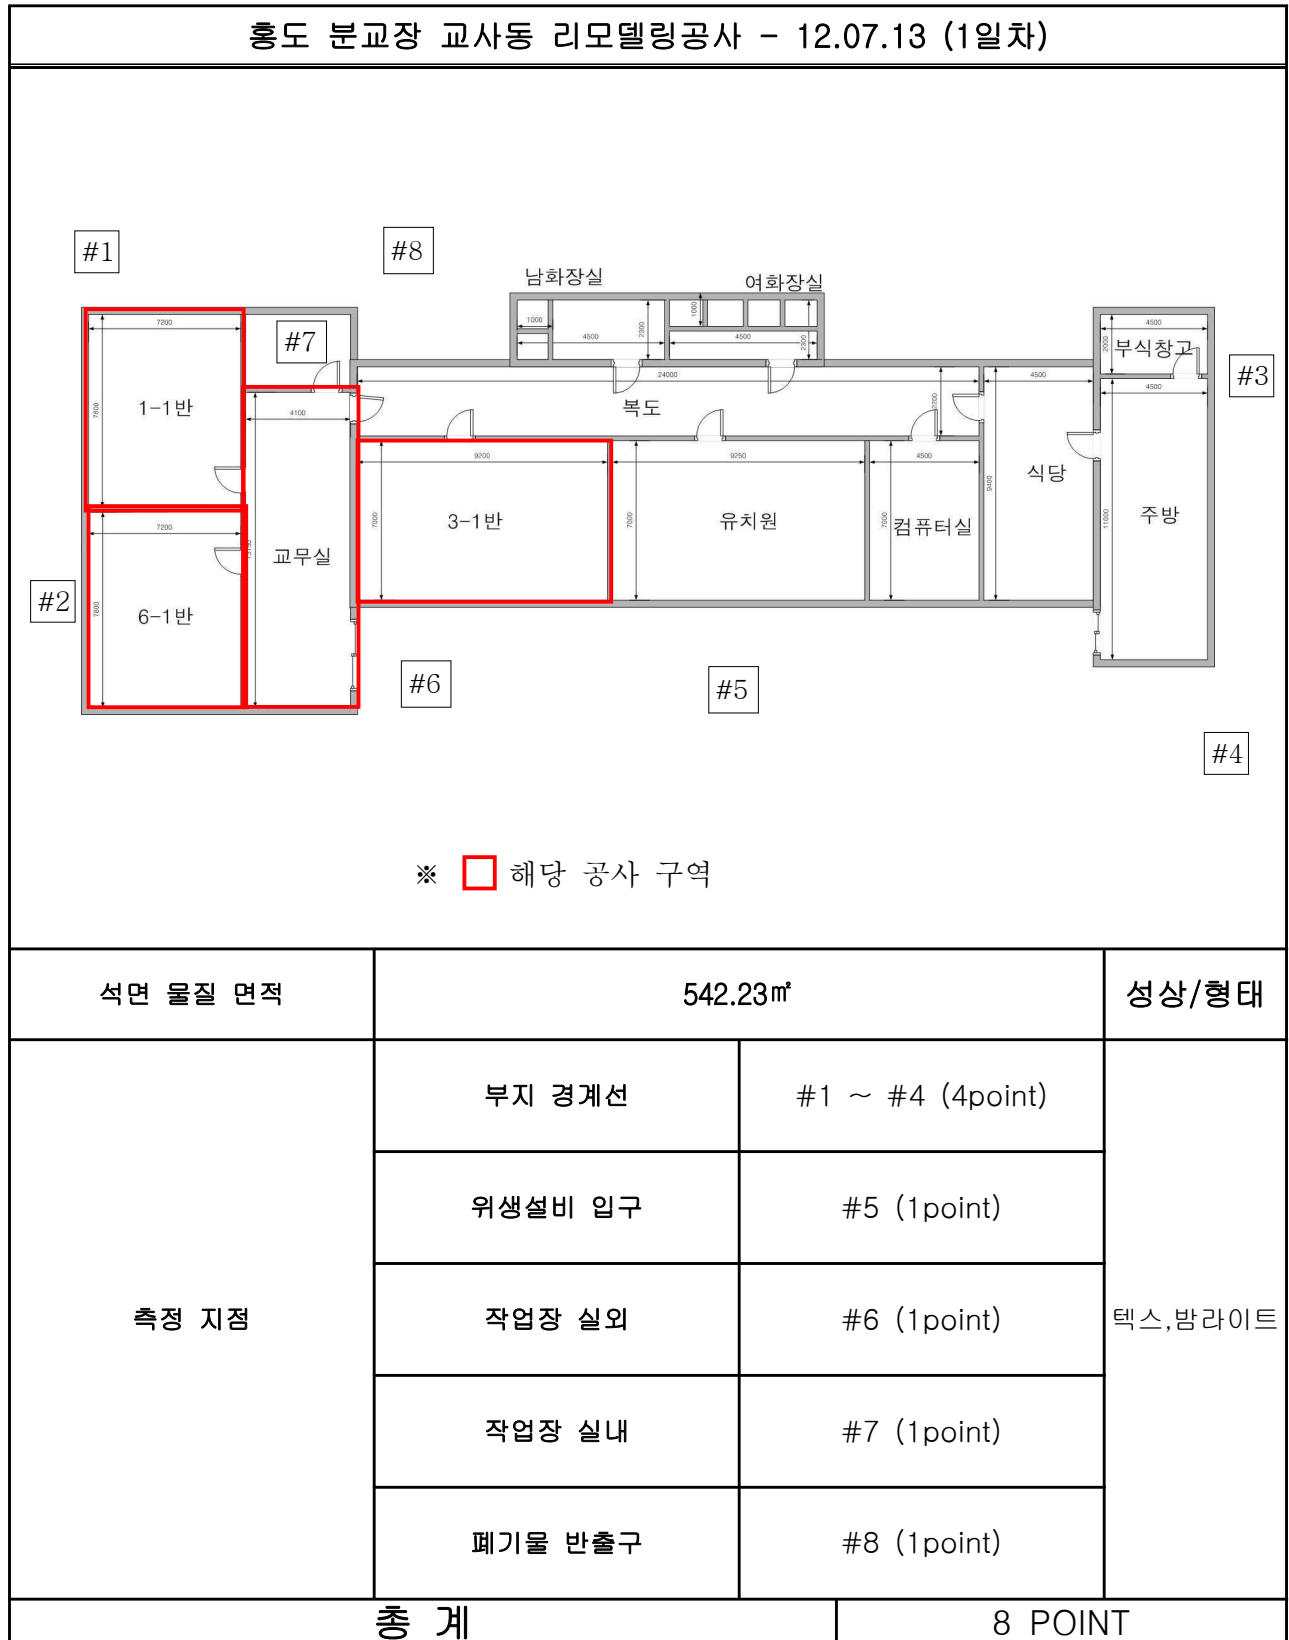 홍도 분교장 교사동 리모델링공사 - 12.07.13 (1일차)
#1
#8
남화장실
여화장실
7200
#7
1000
4500
2300
1000
4500
2300
4500
2000
부식창고
#3
24000
4500
4500
1-1반
7800
4100
복도
2200
9200
9250
4500
식당
9400
3-1반
7000
유치원
7000
컴퓨터실
7000
주방
11000
7200
교무실
#2
6-1반
7800
#6
#5
#4
※ 해당 공사 구역
석면 물질 면적
542.23㎡
성상/형태
측정 지점
부지 경계선
#1 ~ #4 (4point)
위생설비 입구
#5 (1point)
작업장 실외
#6 (1point)
텍스,밤라이트
작업장 실내
#7 (1point)
폐기물 반출구
#8 (1point)
총 계
8 POINT